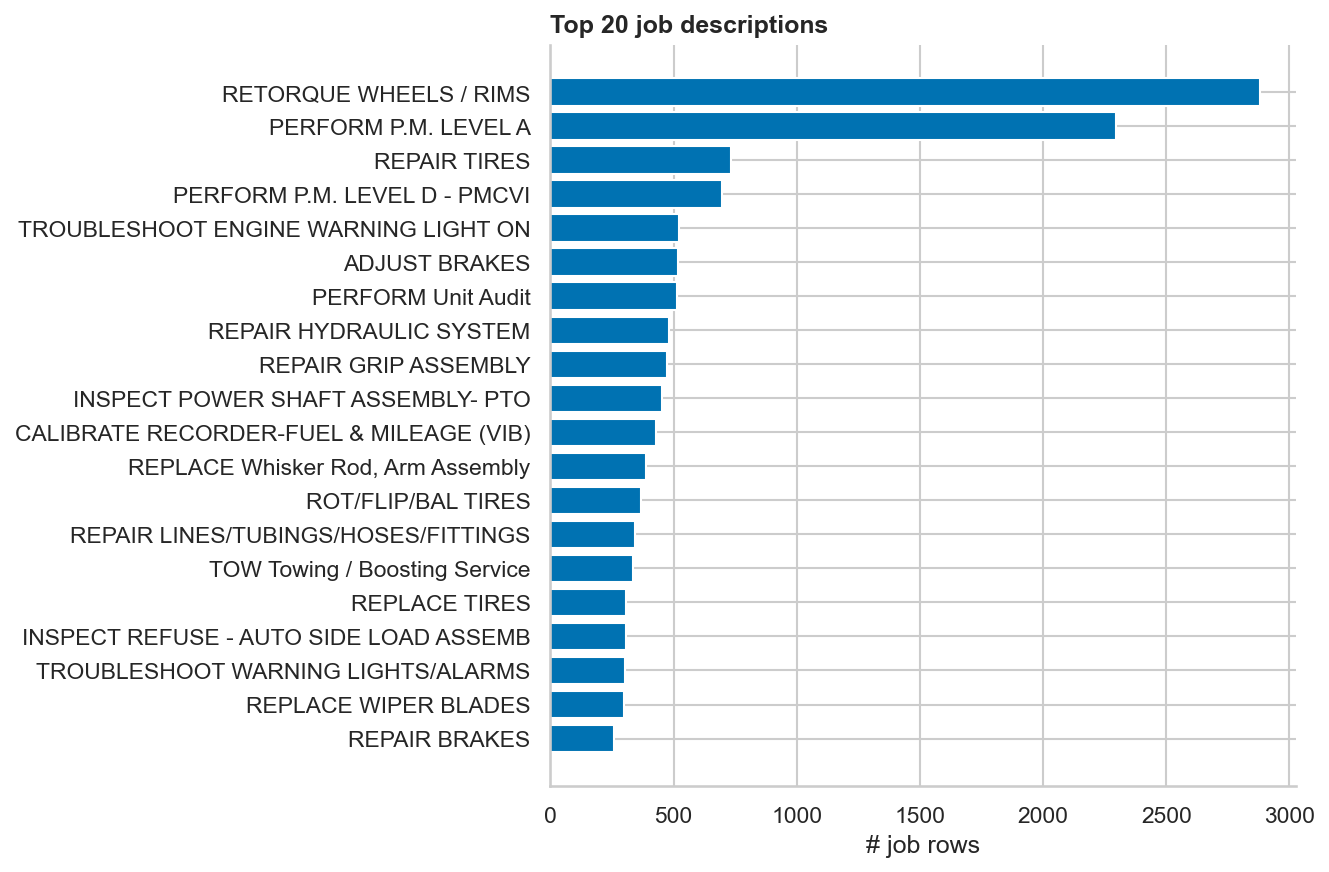 Top 20 job descriptions
RETORQUE WHEELS / RIMS
PERFORM P.M. LEVEL A
REPAIR TIRES
PERFORM P.M. LEVEL D - PMCVI
TROUBLESHOOT ENGINE WARNING LIGHT ON
ADJUST BRAKES
PERFORM Unit Audit
REPAIR HYDRAULIC SYSTEM
REPAIR GRIP ASSEMBLY
INSPECT POWER SHAFT ASSEMBLY- PTO
CALIBRATE RECORDER-FUEL & MILEAGE (VIB)
REPLACE Whisker Rod, Arm Assembly
ROT/FLIP/BAL TIRES
REPAIR LINES/TUBINGS/HOSES/FITTINGS
TOW Towing / Boosting Service
REPLACE TIRES
INSPECT REFUSE - AUTO SIDE LOAD ASSEMB
TROUBLESHOOT WARNING LIGHTS/ALARMS
REPLACE WIPER BLADES
REPAIR BRAKES
0 500 1000 1500 2000 2500 3000
# job rows